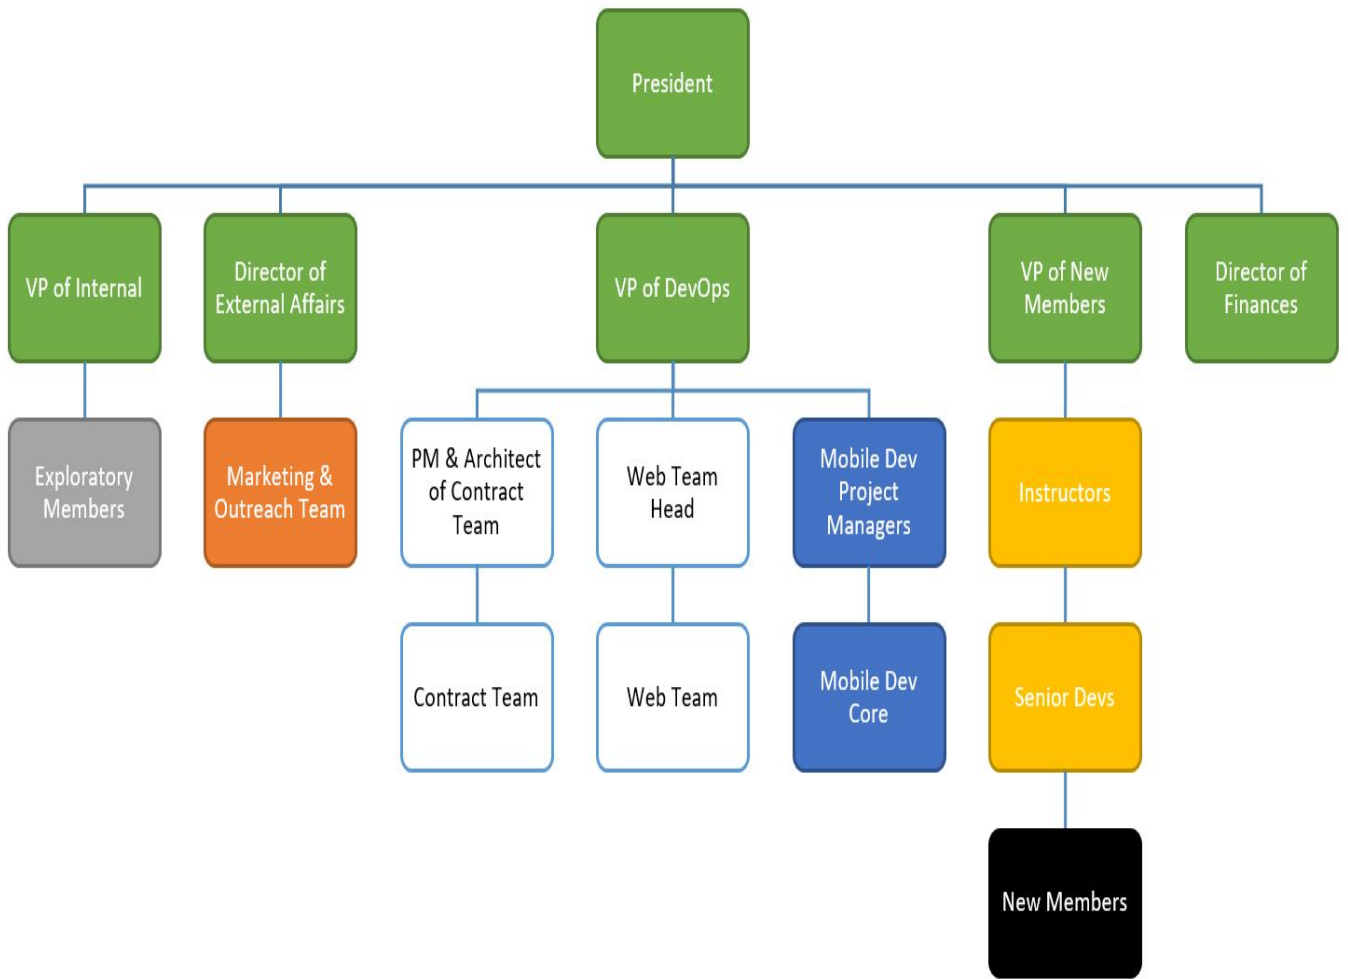 President
VP of Internal
Director of
External Affairs
VP of DevOps
VP of New
Members
Director of
Finances
Exploratory
Members
Marketing &
Outreach Team
PM & Architect
of Contract
Team
Web Team
Head
Mobile Dev
Project
Managers
Instructors
Contract Team
Web Team
Mobile Dev
Core
Senior Devs
New Members